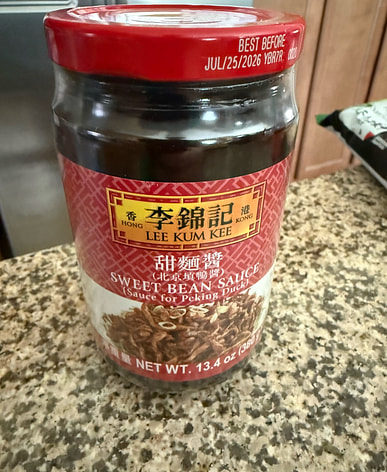 BEST BEFORE
JUL/25/2026 YBR7R
香 李錦記 港
HONG KONG
LEE KUM KEE
甜麵醬
(北京填鴨醬)
SWEET BEAN SAUCE
(Sauce for Peking Duck)
NET WT. 13.4 oz